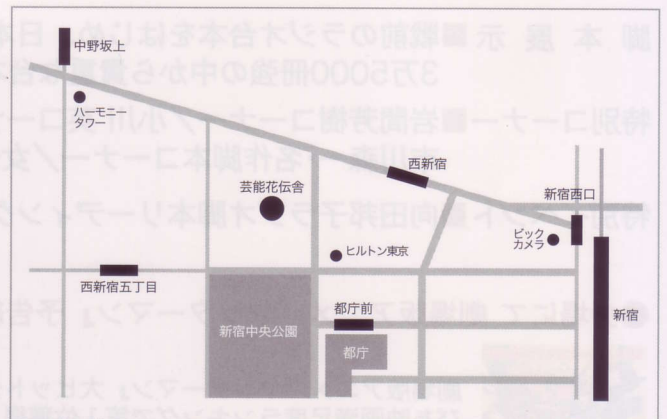 中野坂上
ハーモニー
タワー
西新宿
芸能花伝舎
新宿西口
ビック
カメラ
ヒルトン東京
西新宿五丁目
都庁前
新宿
新宿中央公園
都庁